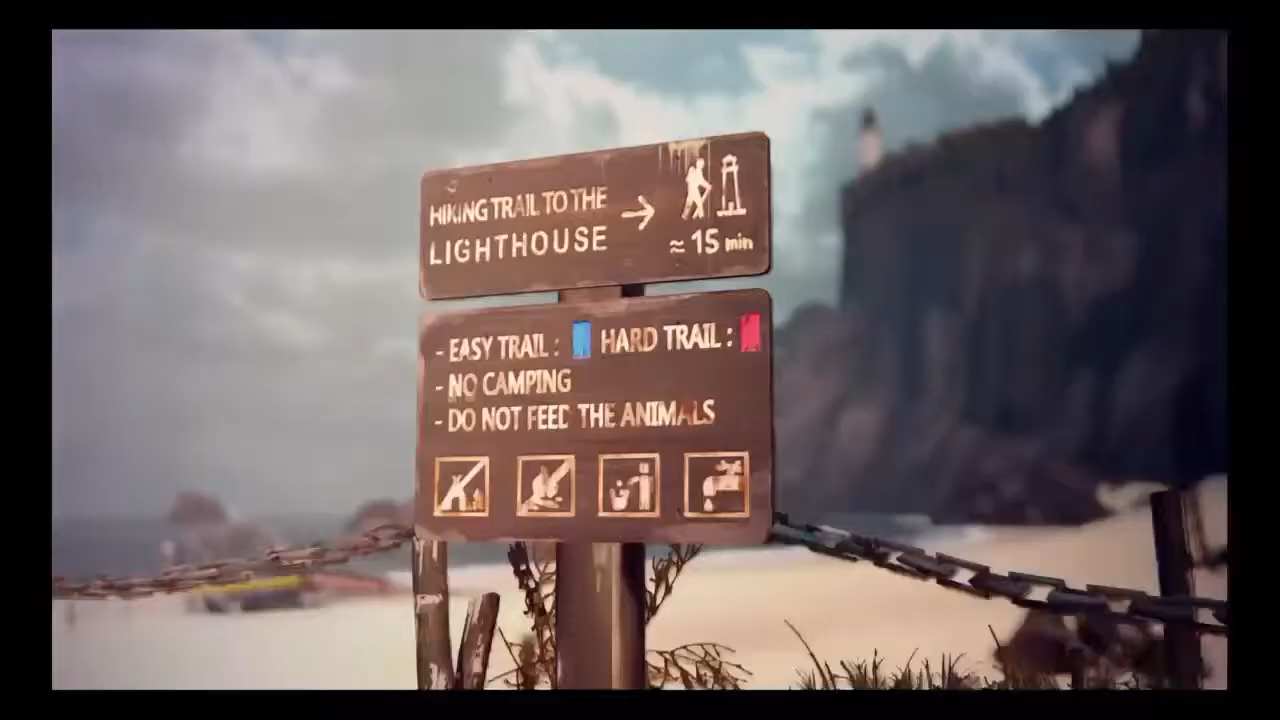 HIKING TRAIL TO THE
LIGHTHOUSE →
≈ 15 min
- EASY TRAIL : HARD TRAIL :
- NO CAMPING
- DO NOT FEED THE ANIMALS